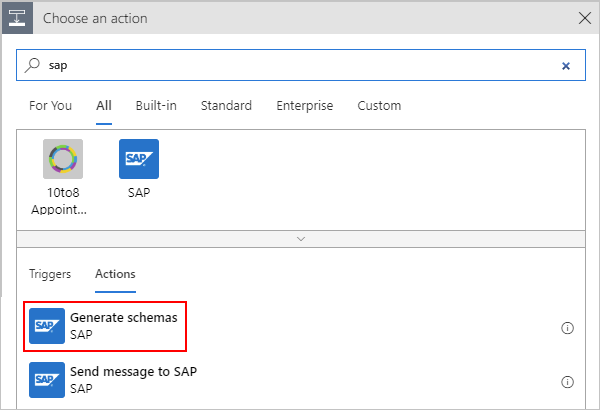 Choose an action
sap
For You All Built-in Standard Enterprise Custom
SAP
10to8
Appoint...
SAP
Triggers Actions
SAP
Generate schemas
SAP
SAP
Send message to SAP
SAP